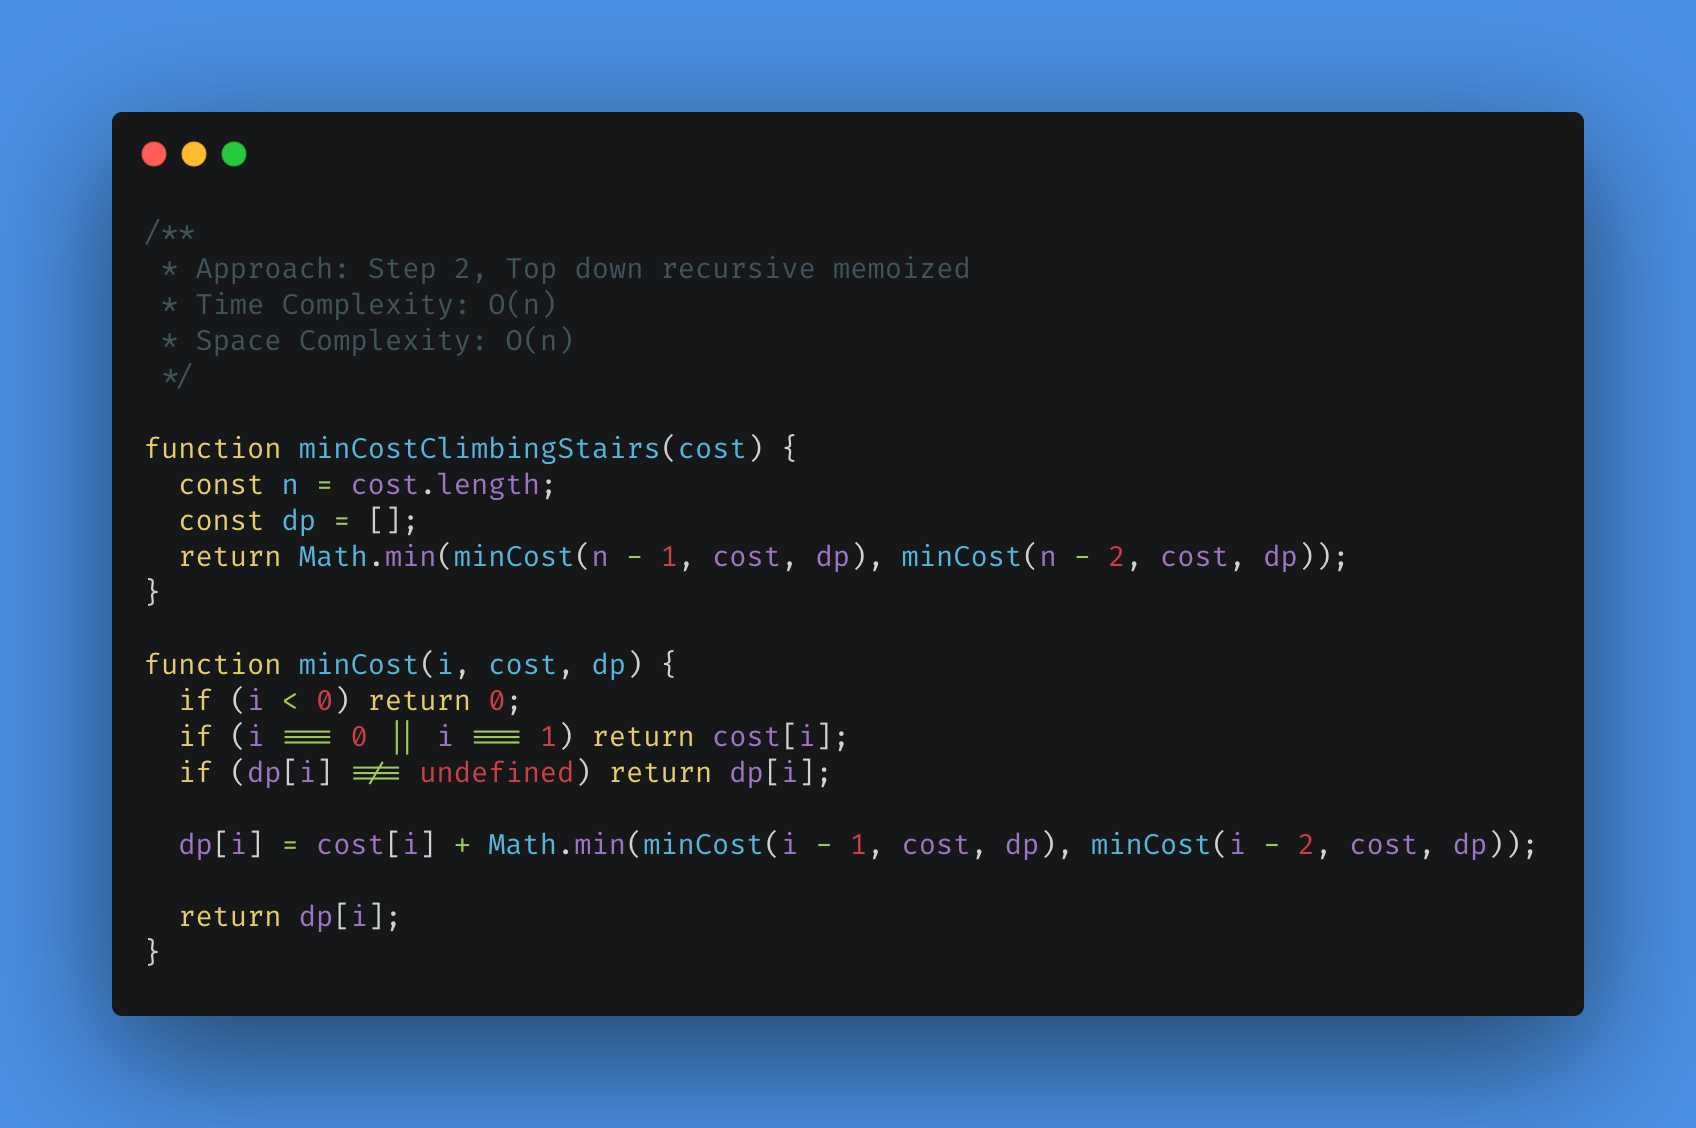 /**
 * Approach: Step 2, Top down recursive memoized
 * Time Complexity: O(n)
 * Space Complexity: O(n)
 */
function minCostClimbingStairs(cost) {
  const n = cost.length;
  const dp = [];
  return Math.min(minCost(n - 1, cost, dp), minCost(n - 2, cost, dp));
}
function minCost(i, cost, dp) {
  if (i < 0) return 0;
  if (i === 0 || i === 1) return cost[i];
  if (dp[i] !== undefined) return dp[i];
  dp[i] = cost[i] + Math.min(minCost(i - 1, cost, dp), minCost(i - 2, cost, dp));
  return dp[i];
}